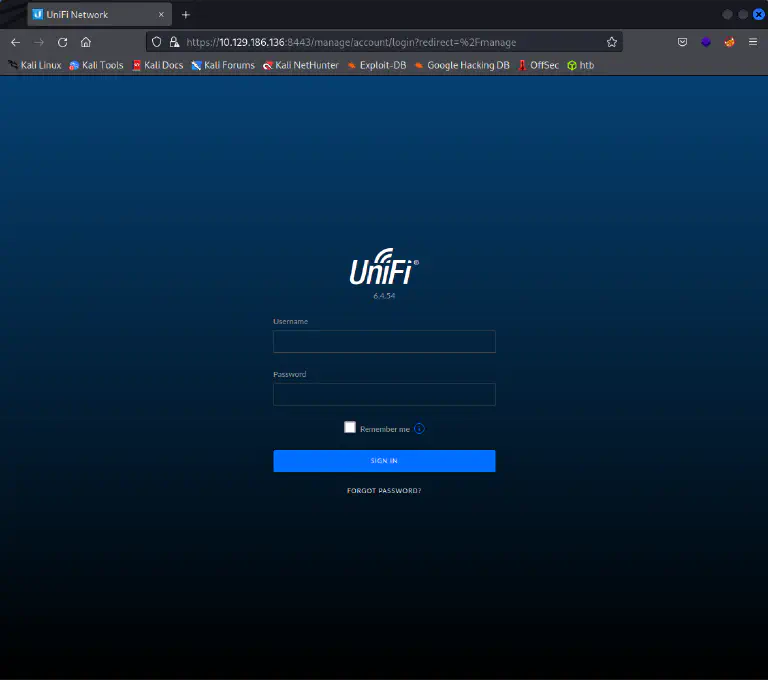 UniFi Network
https://10.129.186.136:8443/manage/account/login?redirect=%2Fmanage
Kali Linux Kali Tools Kali Docs Kali Forums Kali NetHunter Exploit-DB Google Hacking DB OffSec htb
UniFi®
6.4.54
Username
Password
Remember me
SIGN IN
FORGOT PASSWORD?